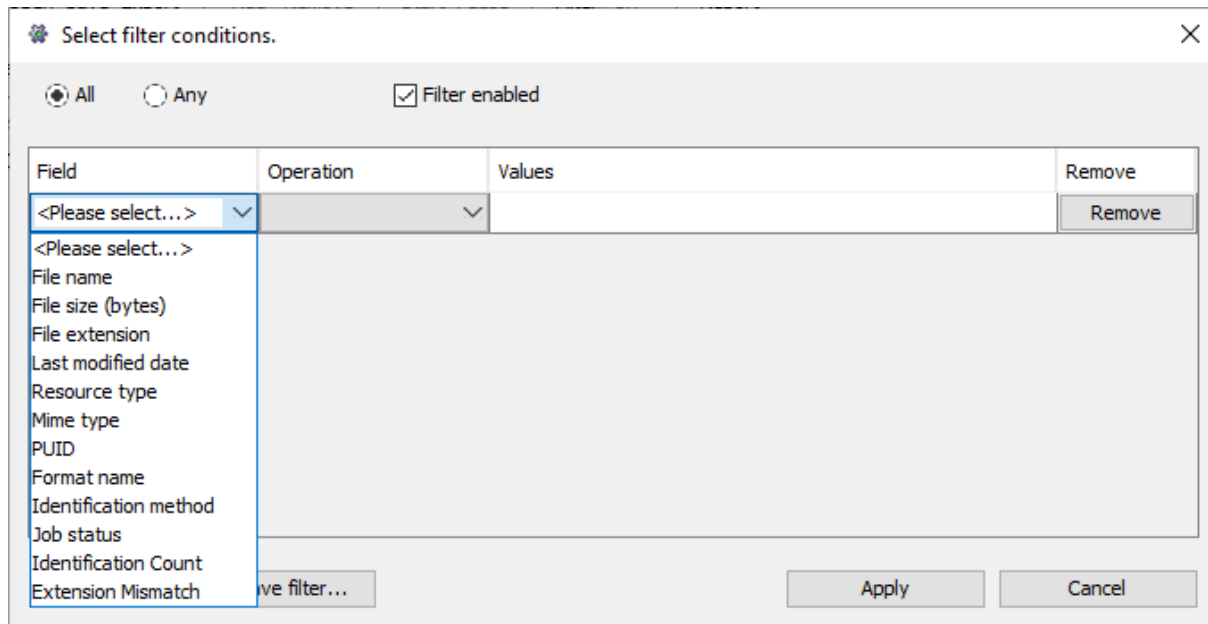 Select filter conditions.
All Any Filter enabled
Field Operation Values Remove
<Please select...> Remove
<Please select...>
File name
File size (bytes)
File extension
Last modified date
Resource type
Mime type
PUID
Format name
Identification method
Job status
Identification Count
Extension Mismatch
filter... Apply Cancel